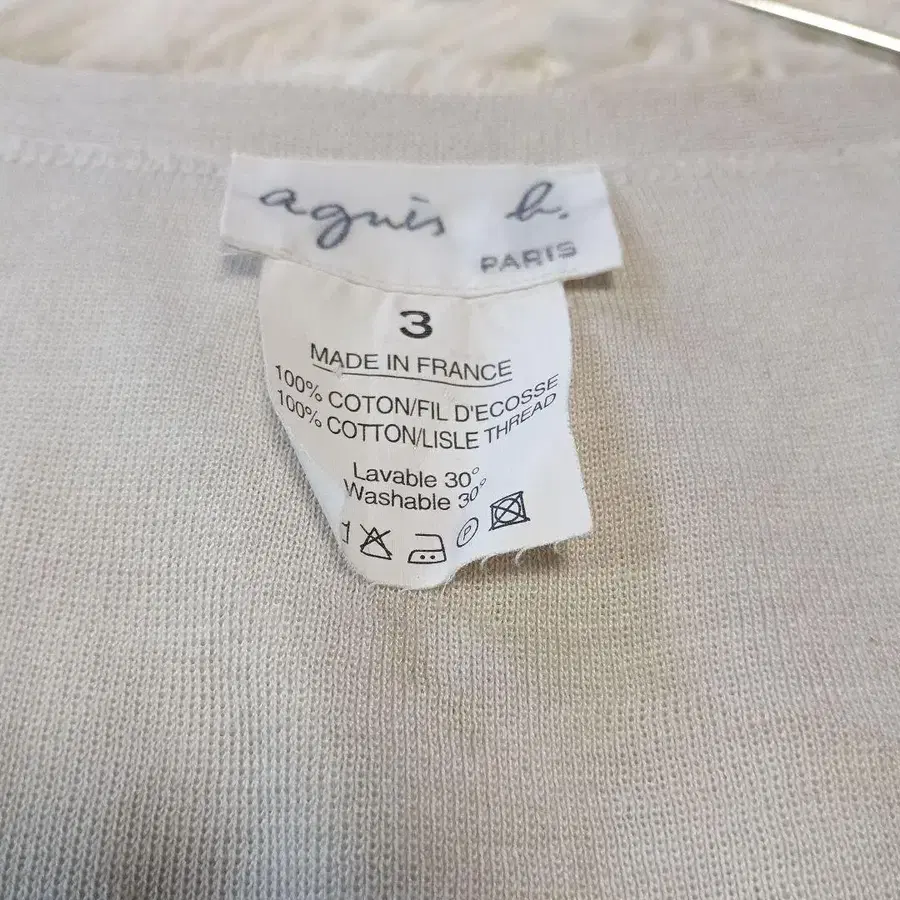 agnès b.
PARIS
3
MADE IN FRANCE
100% COTON/FIL D'ECOSSE
100% COTTON/LISLE THREAD
Lavable 30°
Washable 30°
P